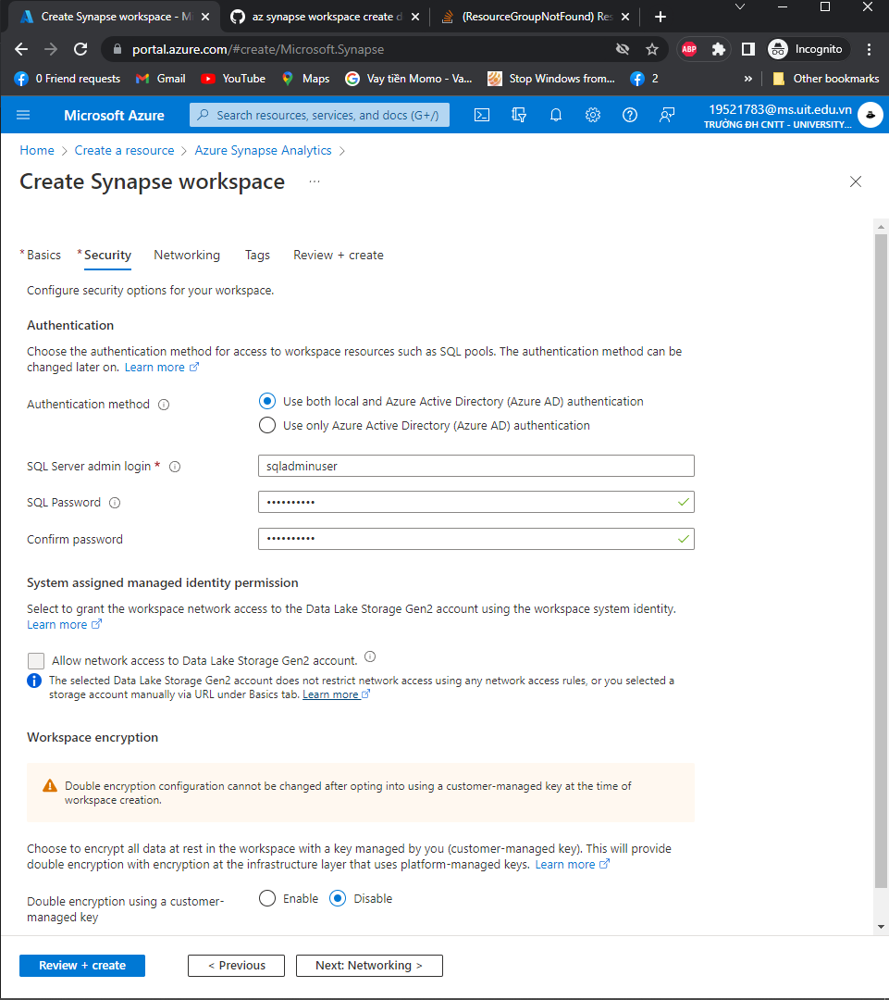 Create Synapse workspace - Mi
az synapse workspace create d
(ResourceGroupNotFound) Res
portal.azure.com/#create/Microsoft.Synapse
ABP
Incognito
0 Friend requests
Gmail
YouTube
Maps
Vay tiền Momo - Va...
Stop Windows from...
2
»
Other bookmarks
Microsoft Azure
Search resources, services, and docs (G+/)
19521783@ms.uit.edu.vn
TRƯỜNG ĐH CNTT - UNIVERSITY...
Home > Create a resource > Azure Synapse Analytics >
Create Synapse workspace ...
* Basics * Security Networking Tags Review + create
Configure security options for your workspace.
Authentication
Choose the authentication method for access to workspace resources such as SQL pools. The authentication method can be
changed later on. Learn more
Authentication method
Use both local and Azure Active Directory (Azure AD) authentication
Use only Azure Active Directory (Azure AD) authentication
SQL Server admin login *
sqladminuser
SQL Password
••••••••••
Confirm password
••••••••••
System assigned managed identity permission
Select to grant the workspace network access to the Data Lake Storage Gen2 account using the workspace system identity.
Learn more
Allow network access to Data Lake Storage Gen2 account.
The selected Data Lake Storage Gen2 account does not restrict network access using any network access rules, or you selected a
storage account manually via URL under Basics tab. Learn more
Workspace encryption
Double encryption configuration cannot be changed after opting into using a customer-managed key at the time of
workspace creation.
Choose to encrypt all data at rest in the workspace with a key managed by you (customer-managed key). This will provide
double encryption with encryption at the infrastructure layer that uses platform-managed keys. Learn more
Double encryption using a customer-
managed key
Enable
Disable
Review + create
< Previous
Next: Networking >